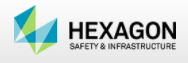 HEXAGON
SAFETY & INFRASTRUCTURE